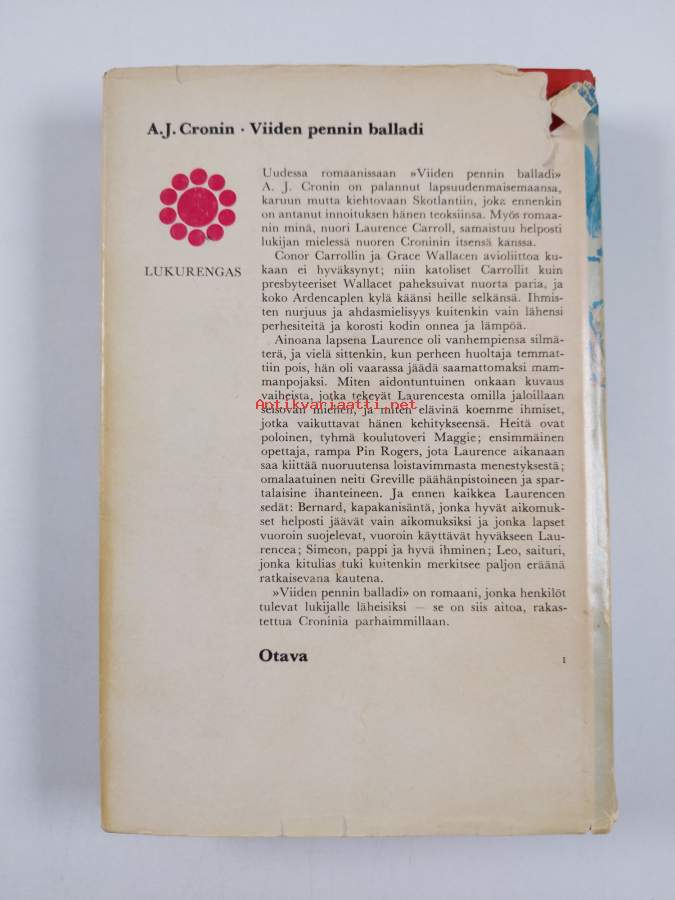 A. J. Cronin · Viiden pennin balladi
LUKURENGAS
Uudessa romaanissaan »Viiden pennin balladi»
A. J. Cronin on palannut lapsuudenmaisemaansa,
karuun mutta kiehtovaan Skotlantiin, joka ennenkin
on antanut innoituksen hänen teoksiinsa. Myös romaa-
nin minä, nuori Laurence Carroll, samaistuu helposti
lukijan mielessä nuoren Croninin itsensä kanssa.
Conor Carrollin ja Grace Wallacen avioliittoa ku-
kaan ei hyväksynyt; niin katoliset Carrollit kuin
presbyteeriset Wallacet paheksuivat nuorta paria, ja
koko Ardencaplen kylä käänsi heille selkänsä. Ihmis-
ten nurjuus ja ahdasmielisyys kuitenkin vain lähensi
perhesiteitä ja korosti kodin onnea ja lämpöä.
Ainoana lapsena Laurence oli vanhempiensa silmä-
terä, ja vielä sittenkin, kun perheen huoltaja temmat-
tiin pois, hän oli vaarassa jäädä saamattomaksi mam-
manpojaksi. Miten aidontuntuinen onkaan kuvaus
vaiheista, jotka tekevät Laurencesta omilla jaloillaan
Antikvariaatti.net
seisovan miehen, ja miten elävinä koemme ihmiset,
jotka vaikuttavat hänen kehitykseensä. Heitä ovat
poloinen, tyhmä koulutoveri Maggie; ensimmäinen
opettaja, rampa Pin Rogers, jota Laurence aikanaan
saa kiittää nuoruutensa loistavimmasta menestyksestä;
omalaatuinen neiti Greville päähänpistoineen ja spar-
talaisine ihanteineen. Ja ennen kaikkea Laurencen
sedät: Bernard, kapakanisäntä, jonka hyvät aikomuk-
set helposti jäävät vain aikomuksiksi ja jonka lapset
vuoroin suojelevat, vuoroin käyttävät hyväkseen Lau-
rencea; Simeon, pappi ja hyvä ihminen; Leo, saituri,
jonka kitulias tuki kuitenkin merkitsee paljon eräänä
ratkaisevana kautena.
»Viiden pennin balladi» on romaani, jonka henkilöt
tulevat lukijalle läheisiksi — se on siis aitoa, rakas-
tettua Croninia parhaimmillaan.
Otava
1